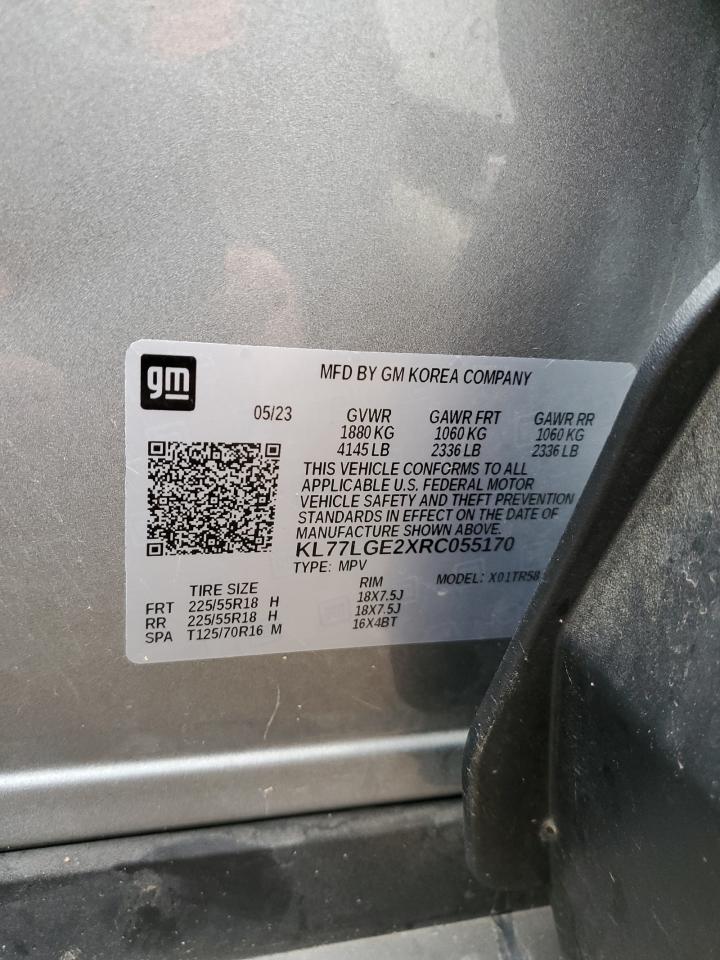 gm
MFD BY GM KOREA COMPANY
05/23 GVWR GAWR FRT GAWR RR
1880 KG 1060 KG 1060 KG
4145 LB 2336 LB 2336 LB
THIS VEHICLE CONFORMS TO ALL
APPLICABLE U.S. FEDERAL MOTOR
VEHICLE SAFETY AND THEFT PREVENTION
STANDARDS IN EFFECT ON THE DATE OF
MANUFACTURE SHOWN ABOVE.
KL77LGE2XRC055170
TYPE: MPV
MODEL: X01TR58
TIRE SIZE RIM
FRT 225/55R18 H 18X7.5J
RR 225/55R18 H 18X7.5J
SPA T125/70R16 M 16X4BT